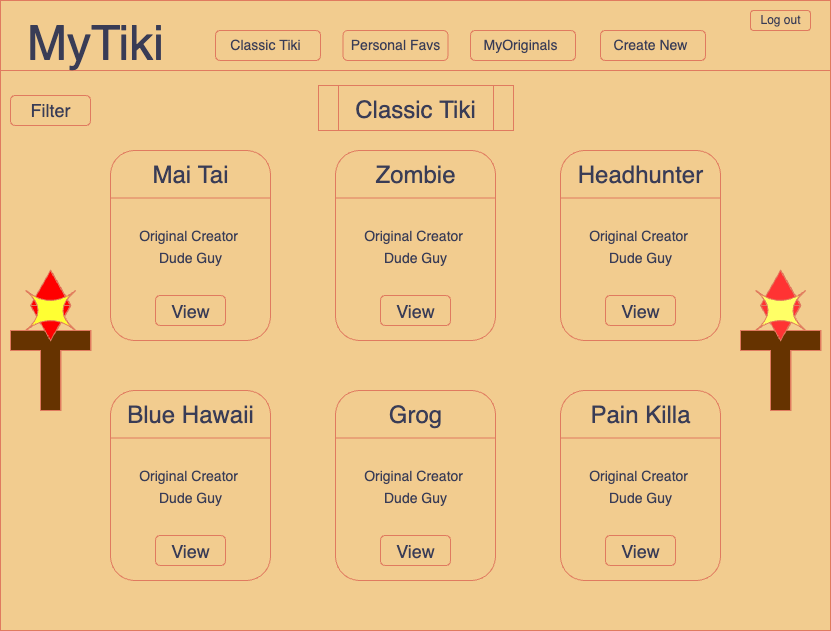 Log out
MyTiki
Classic Tiki
Personal Favs
MyOriginals
Create New
Filter
Classic Tiki
Mai Tai
Original Creator
Dude Guy
View
Zombie
Original Creator
Dude Guy
View
Headhunter
Original Creator
Dude Guy
View
Blue Hawaii
Original Creator
Dude Guy
View
Grog
Original Creator
Dude Guy
View
Pain Killa
Original Creator
Dude Guy
View